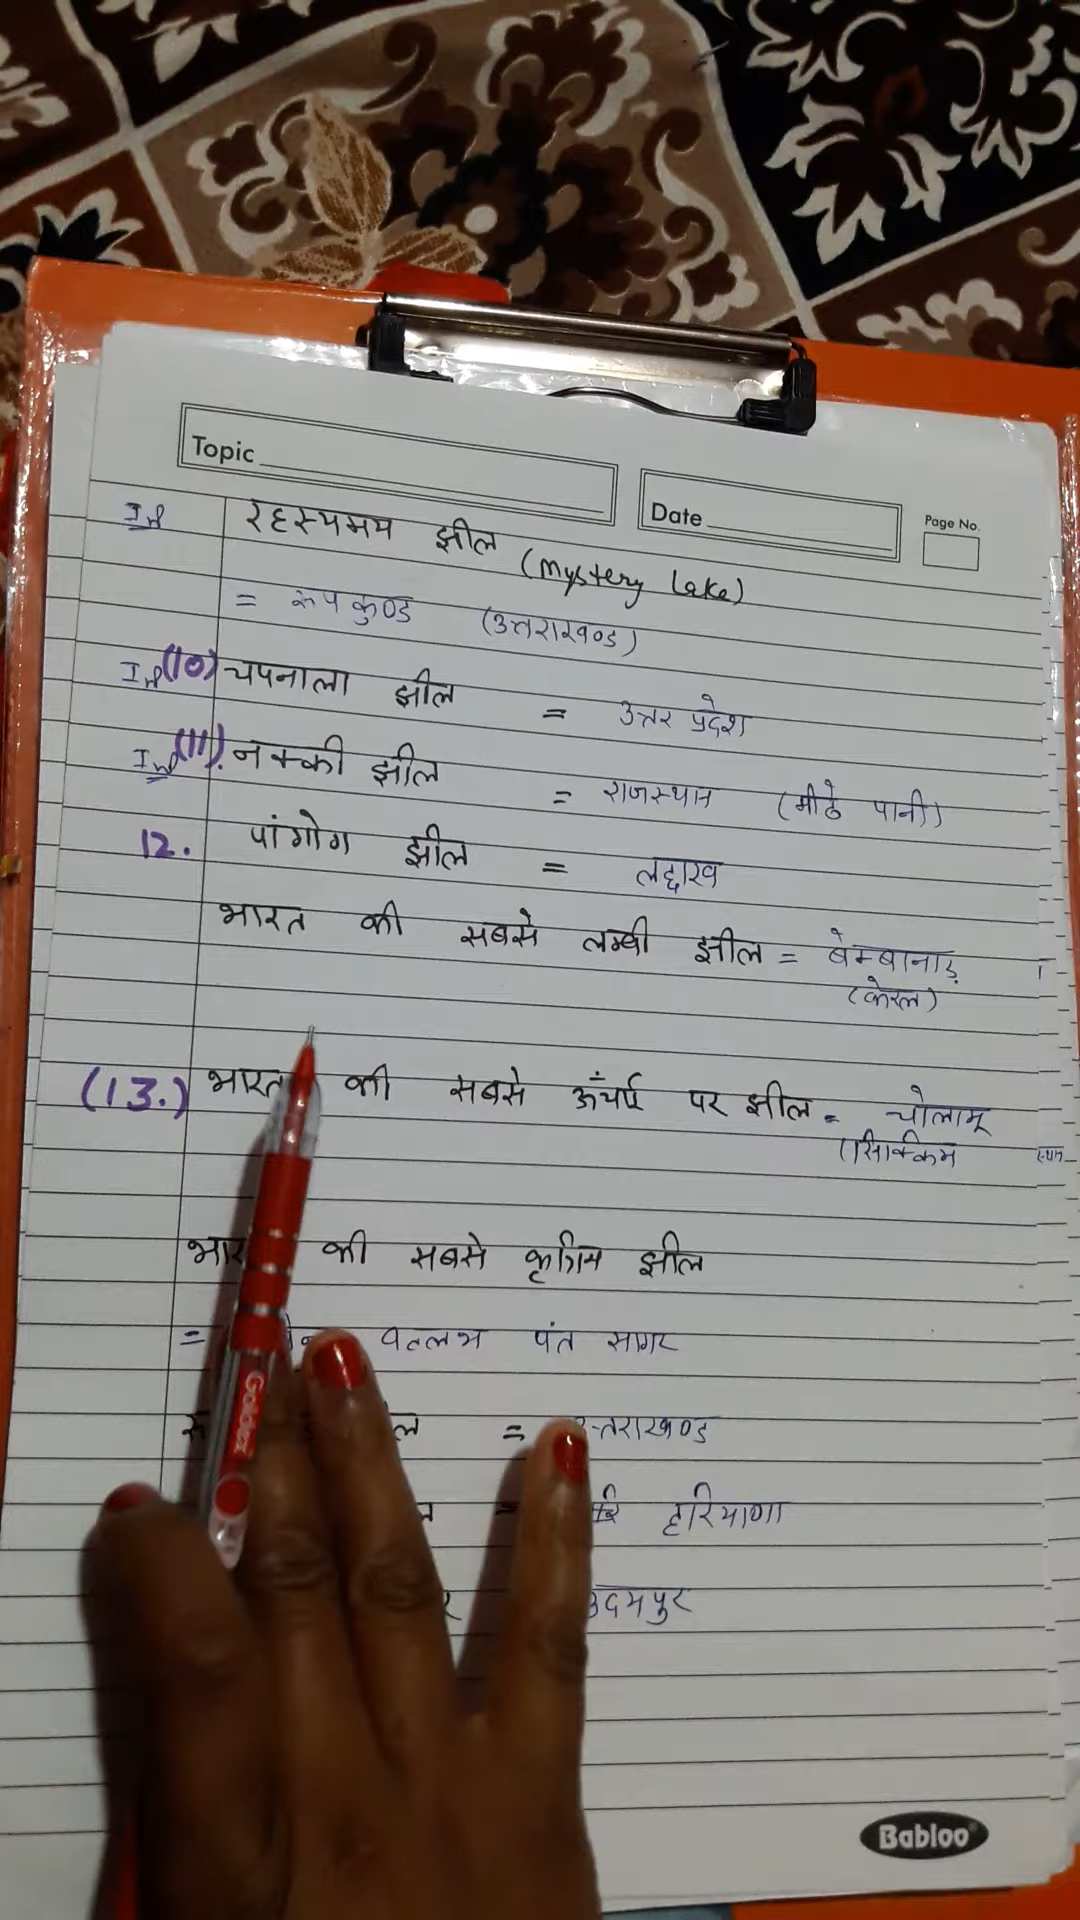 Topic
Date
Page No.
Imp रहस्यमय झील (Mystery Lake)
= रुपकुण्ड (उत्तराखण्ड)
Imp (10) चपनाला झील = उत्तर प्रदेश
Imp (11). नक्की झील = राजस्थान (मीठे पानी)
12. पांगोग झील = लद्दाख
भारत की सबसे लम्बी झील = बेम्बानाड़
(केरल)
(13.) भारत की सबसे ऊँचाई पर झील = चोलामू
(सिक्किम
भार की सबसे कृत्रिम झील
= वल्लभ पंत सागर
= उत्तराखण्ड
= हरियाणा
उदयपुर
Goldex
Babloo